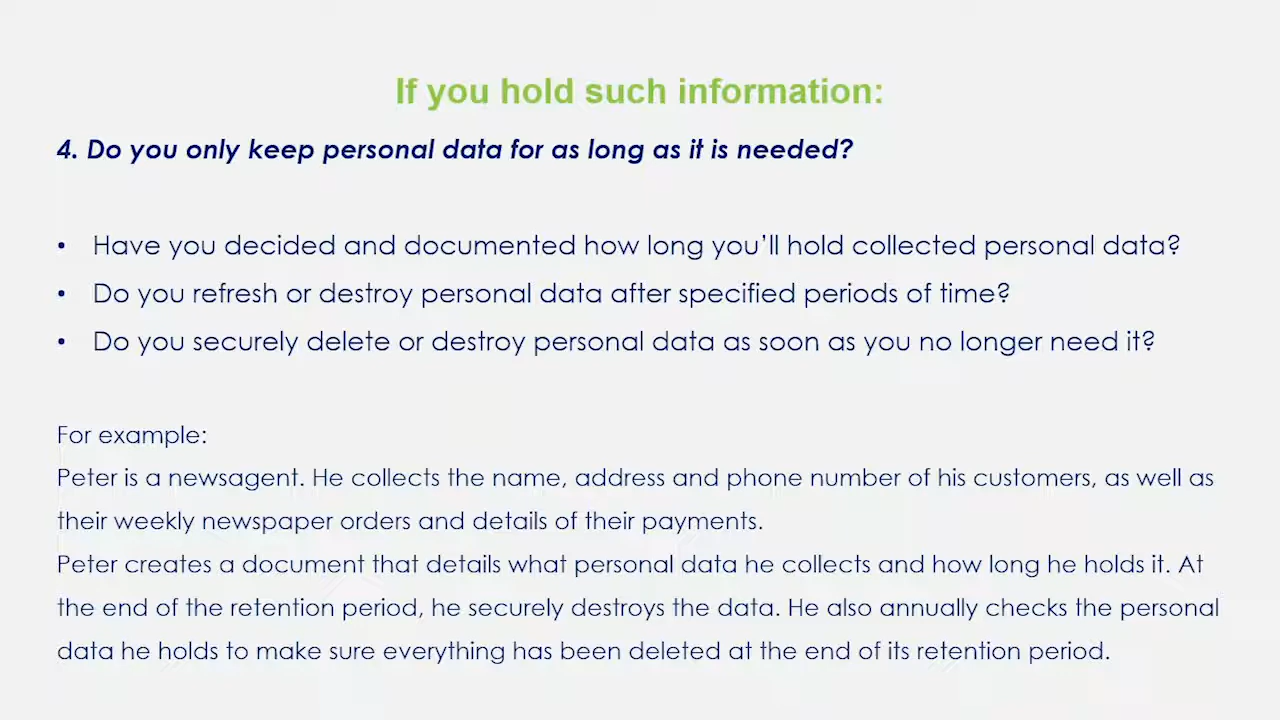 If you hold such information:
4. Do you only keep personal data for as long as it is needed?
• Have you decided and documented how long you’ll hold collected personal data?
• Do you refresh or destroy personal data after specified periods of time?
• Do you securely delete or destroy personal data as soon as you no longer need it?
For example:
Peter is a newsagent. He collects the name, address and phone number of his customers, as well as
their weekly newspaper orders and details of their payments.
Peter creates a document that details what personal data he collects and how long he holds it. At
the end of the retention period, he securely destroys the data. He also annually checks the personal
data he holds to make sure everything has been deleted at the end of its retention period.